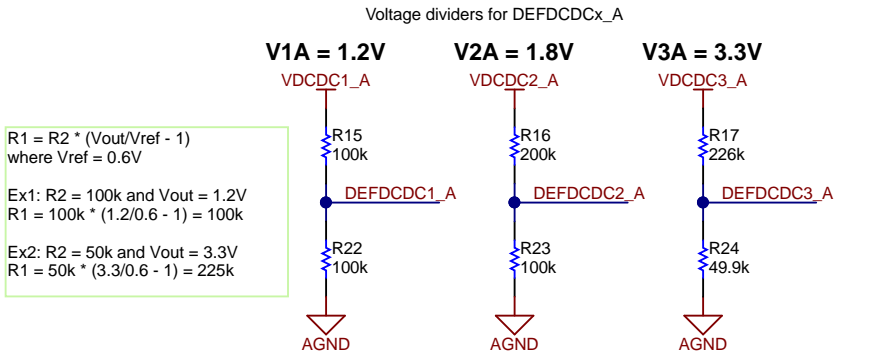 Voltage dividers for DEFDCDCx_A
V1A = 1.2V
V2A = 1.8V
V3A = 3.3V
VDCDC1_A
VDCDC2_A
VDCDC3_A
R1 = R2 * (Vout/Vref - 1)
where Vref = 0.6V
Ex1: R2 = 100k and Vout = 1.2V
R1 = 100k * (1.2/0.6 - 1) = 100k
Ex2: R2 = 50k and Vout = 3.3V
R1 = 50k * (3.3/0.6 - 1) = 225k
R15
100k
R16
200k
R17
226k
DEFDCDC1_A
DEFDCDC2_A
DEFDCDC3_A
R22
100k
R23
100k
R24
49.9k
AGND
AGND
AGND